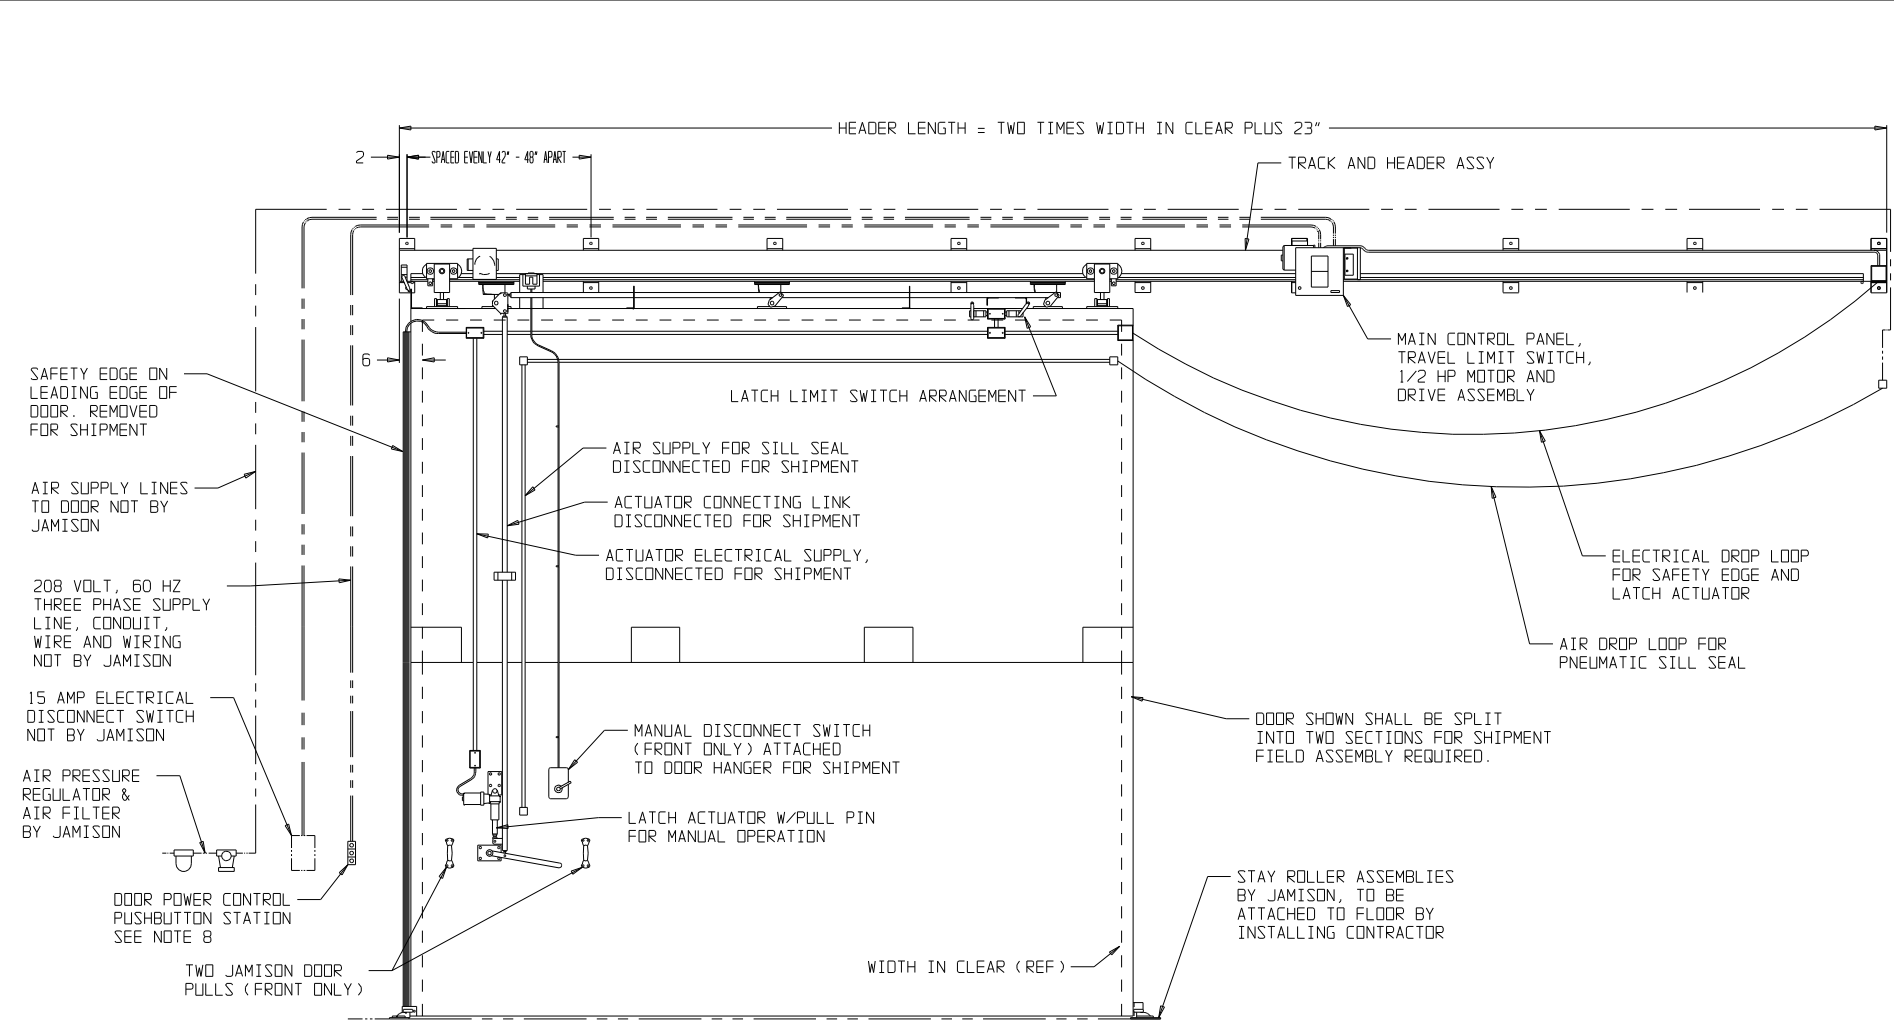 HEADER LENGTH = TWO TIMES WIDTH IN CLEAR PLUS 23"
2
SPACED EVENLY 42" - 48" APART
TRACK AND HEADER ASSY
6
MAIN CONTROL PANEL,
TRAVEL LIMIT SWITCH,
1/2 HP MOTOR AND
DRIVE ASSEMBLY
SAFETY EDGE ON
LEADING EDGE OF
DOOR. REMOVED
FOR SHIPMENT
LATCH LIMIT SWITCH ARRANGEMENT
AIR SUPPLY FOR SILL SEAL
DISCONNECTED FOR SHIPMENT
AIR SUPPLY LINES
TO DOOR NOT BY
JAMISON
ACTUATOR CONNECTING LINK
DISCONNECTED FOR SHIPMENT
ACTUATOR ELECTRICAL SUPPLY,
DISCONNECTED FOR SHIPMENT
ELECTRICAL DROP LOOP
FOR SAFETY EDGE AND
LATCH ACTUATOR
208 VOLT, 60 HZ
THREE PHASE SUPPLY
LINE, CONDUIT,
WIRE AND WIRING
NOT BY JAMISON
AIR DROP LOOP FOR
PNEUMATIC SILL SEAL
15 AMP ELECTRICAL
DISCONNECT SWITCH
NOT BY JAMISON
DOOR SHOWN SHALL BE SPLIT
INTO TWO SECTIONS FOR SHIPMENT
FIELD ASSEMBLY REQUIRED.
MANUAL DISCONNECT SWITCH
(FRONT ONLY) ATTACHED
TO DOOR HANGER FOR SHIPMENT
AIR PRESSURE
REGULATOR &
AIR FILTER
BY JAMISON
LATCH ACTUATOR W/PULL PIN
FOR MANUAL OPERATION
STAY ROLLER ASSEMBLIES
BY JAMISON, TO BE
ATTACHED TO FLOOR BY
INSTALLING CONTRACTOR
DOOR POWER CONTROL
PUSHBUTTON STATION
SEE NOTE 8
TWO JAMISON DOOR
PULLS (FRONT ONLY)
WIDTH IN CLEAR (REF)